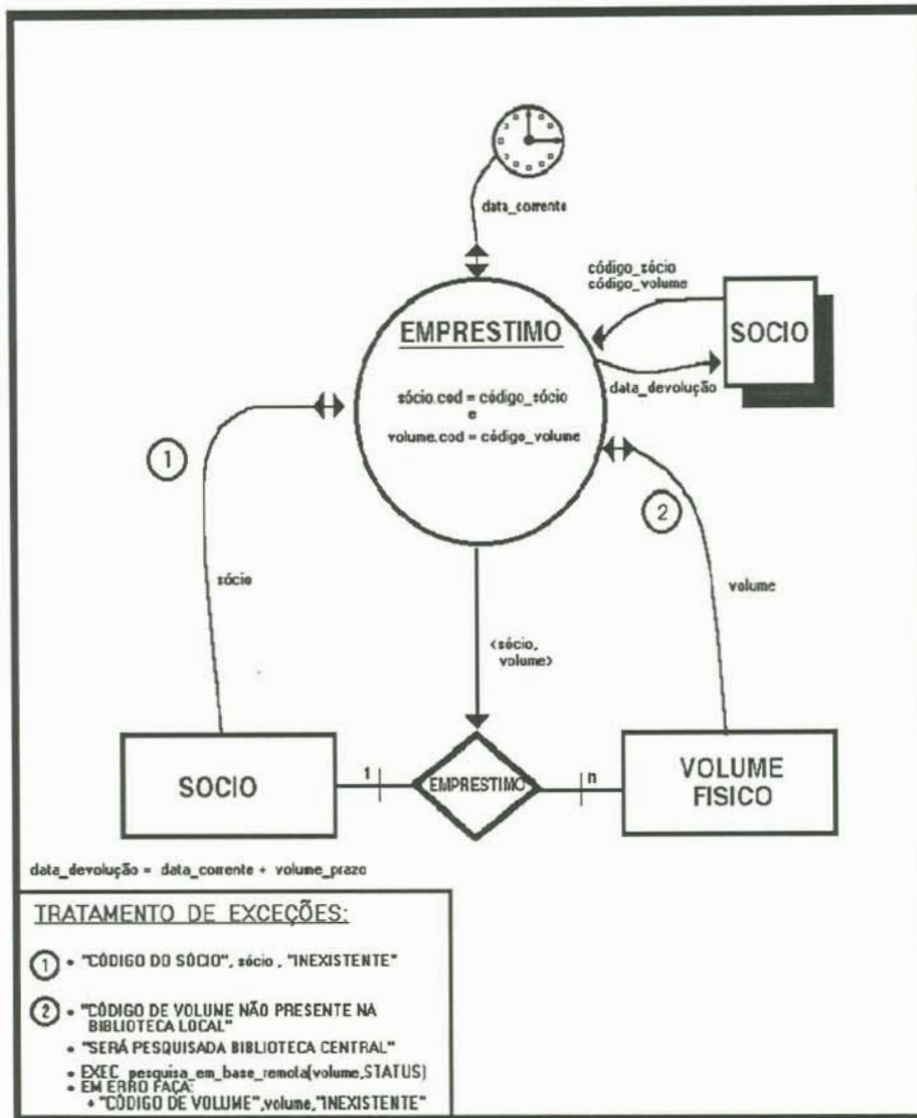 data_corrente
código_sócio
código_volume
SOCIO
data_devolução
EMPRESTIMO
sócio.cod = código_sócio
e
volume.cod = código_volume
1
2
sócio
volume
<sócio,
volume>
SOCIO
1
EMPRESTIMO
n
VOLUME
FISICO
data_devolução = data_corrente + volume_prazo
TRATAMENTO DE EXCEÇÕES:
1 • "CÓDIGO DO SÓCIO", sócio , "INEXISTENTE"
2 • "CÓDIGO DE VOLUME NÃO PRESENTE NA
BIBLIOTECA LOCAL"
• "SERÁ PESQUISADA BIBLIOTECA CENTRAL"
• EXEC pesquisa_em_base_remota(volume,STATUS)
• EM ERRO FAÇA:
+ "CÓDIGO DE VOLUME",volume,"INEXISTENTE"